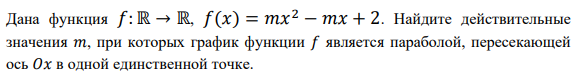 Дана функция f: ℝ → ℝ, f(x) = mx² − mx + 2. Найдите действительные
значения m, при которых график функции f является параболой, пересекающей
ось Ox в одной единственной точке.